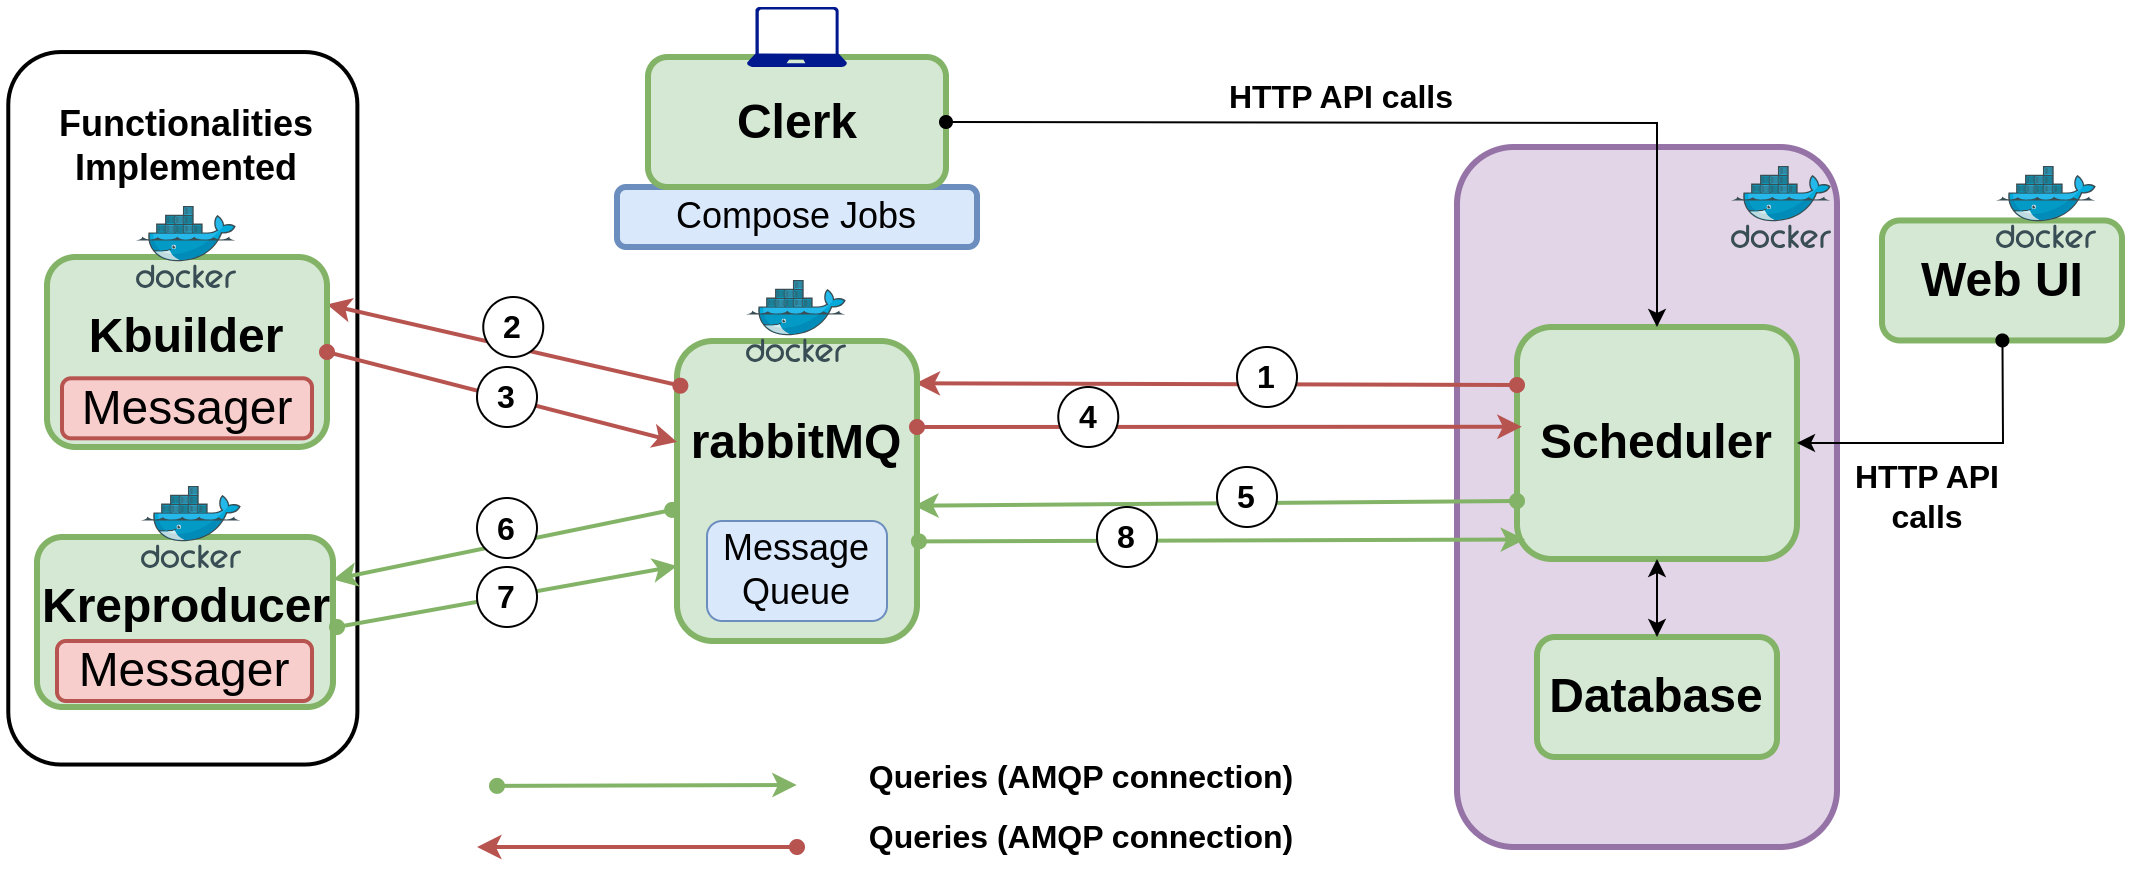 Clerk
HTTP API calls
Functionalities
Implemented
Compose Jobs
docker
docker
docker
Web UI
docker
Kbuilder
2
docker
Messager
3
1
4
rabbitMQ
Scheduler
HTTP API
calls
5
6
8
Message
Queue
docker
Kreproducer
7
Messager
Database
Queries (AMQP connection)
Queries (AMQP connection)